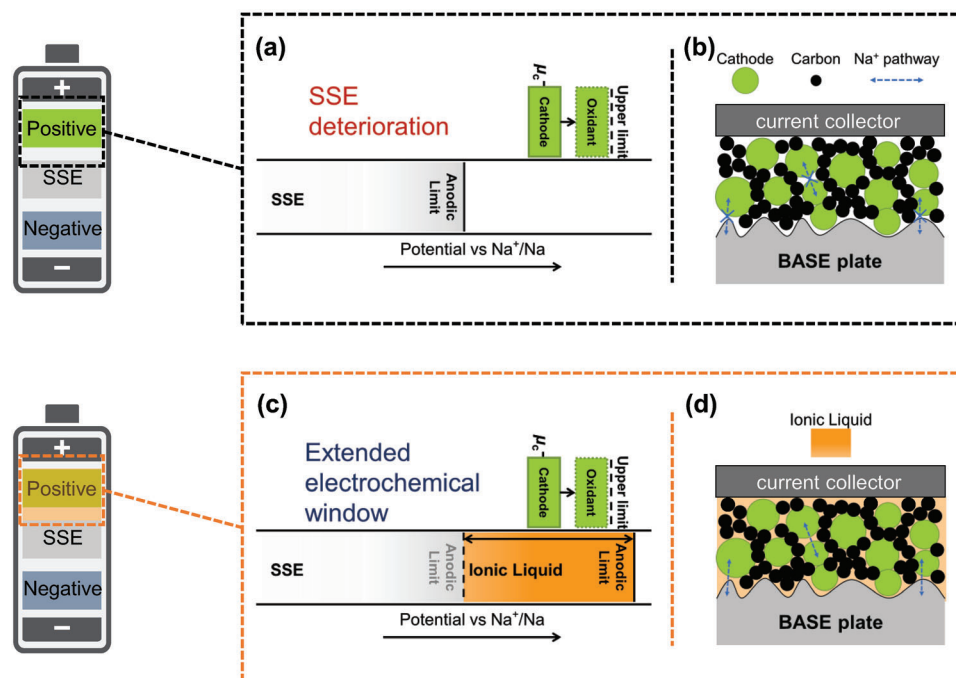 (a)
SSE
deterioration
μc
Cathode
Oxidant
Upper limit
SSE
Anodic
Limit
Potential vs Na⁺/Na
(b)
Cathode
Carbon
Na⁺ pathway
current collector
BASE plate
+
Positive
SSE
Negative
−
(c)
Extended
electrochemical
window
μc
Cathode
Oxidant
Upper limit
SSE
Anodic
Limit
Ionic Liquid
Anodic
Limit
Potential vs Na⁺/Na
(d)
Ionic Liquid
current collector
BASE plate
+
Positive
SSE
Negative
−